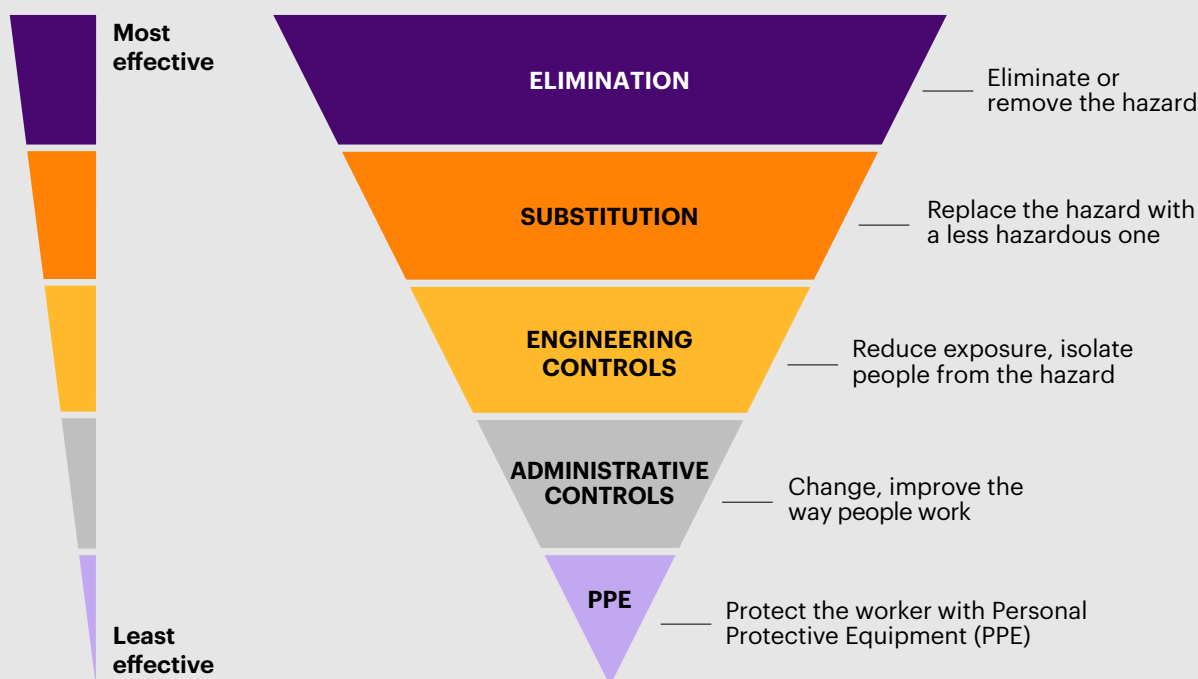 Most
effective
ELIMINATION
Eliminate or
remove the hazard
SUBSTITUTION
Replace the hazard with
a less hazardous one
ENGINEERING
CONTROLS
Reduce exposure, isolate
people from the hazard
ADMINISTRATIVE
CONTROLS
Change, improve the
way people work
PPE
Protect the worker with Personal
Protective Equipment (PPE)
Least
effective